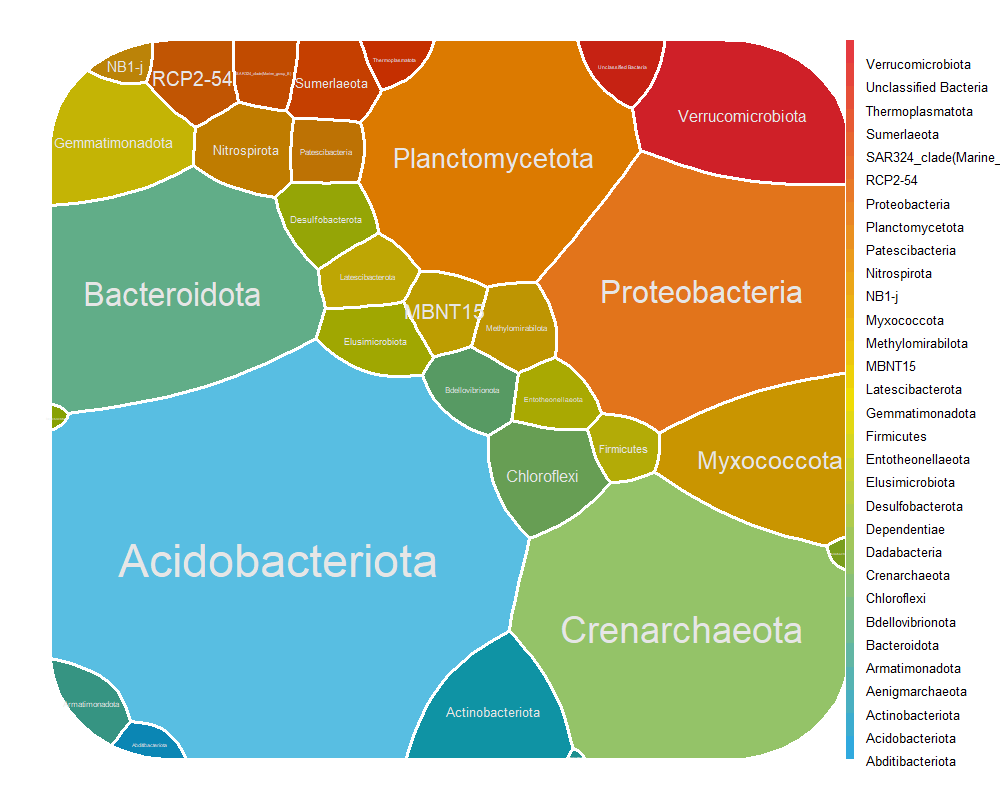 NB1-j
RCP2-54
Sumerlaeota
Thermoplasmatota
Unclassified Bacteria
Verrucomicrobiota
Gemmatimonadota
Nitrospirota
Patescibacteria
Planctomycetota
Desulfobacterota
Latescibacterota
Bacteroidota
Proteobacteria
MBNT15
Methylomirabilota
Elusimicrobiota
Bdellovibrionota
Entotheonellaeota
Firmicutes
Myxococcota
Chloroflexi
Acidobacteriota
Crenarchaeota
Actinobacteriota
Armatimonadota
Abditibacteriota
Verrucomicrobiota
Unclassified Bacteria
Thermoplasmatota
Sumerlaeota
SAR324_clade(Marine_
RCP2-54
Proteobacteria
Planctomycetota
Patescibacteria
Nitrospirota
NB1-j
Myxococcota
Methylomirabilota
MBNT15
Latescibacterota
Gemmatimonadota
Firmicutes
Entotheonellaeota
Elusimicrobiota
Desulfobacterota
Dependentiae
Dadabacteria
Crenarchaeota
Chloroflexi
Bdellovibrionota
Bacteroidota
Armatimonadota
Aenigmarchaeota
Actinobacteriota
Acidobacteriota
Abditibacteriota